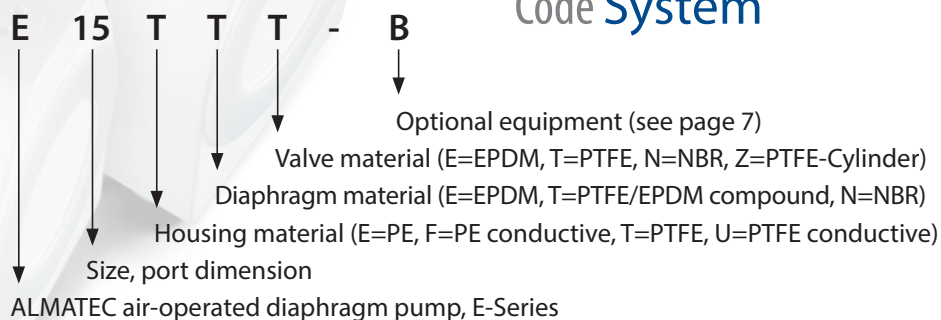 Code System
E 15 T T T - B
Optional equipment (see page 7)
Valve material (E=EPDM, T=PTFE, N=NBR, Z=PTFE-Cylinder)
Diaphragm material (E=EPDM, T=PTFE/EPDM compound, N=NBR)
Housing material (E=PE, F=PE conductive, T=PTFE, U=PTFE conductive)
Size, port dimension
ALMATEC air-operated diaphragm pump, E-Series